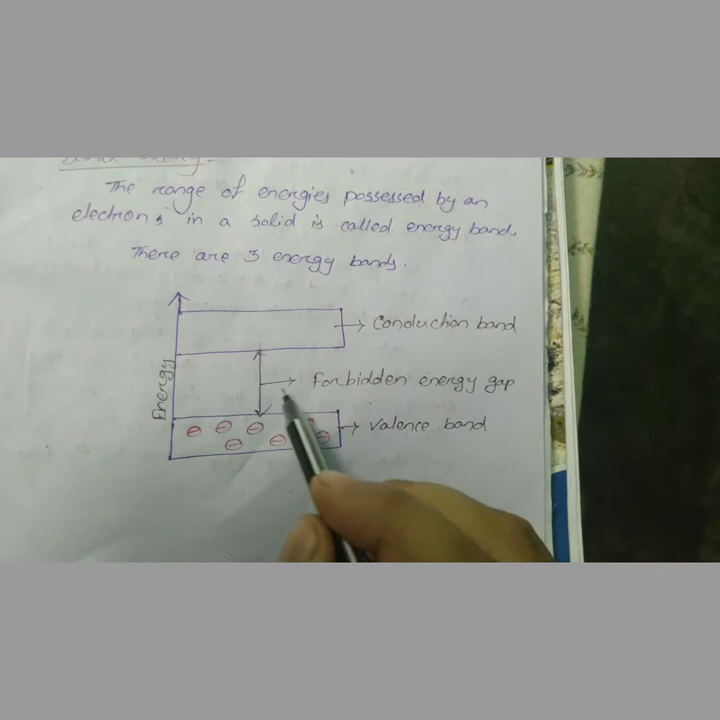 The range of energies possessed by an
electrons in a solid is called energy band.
There are 3 energy bands.
Conduction band
Energy
Forbidden energy gap
Valence band